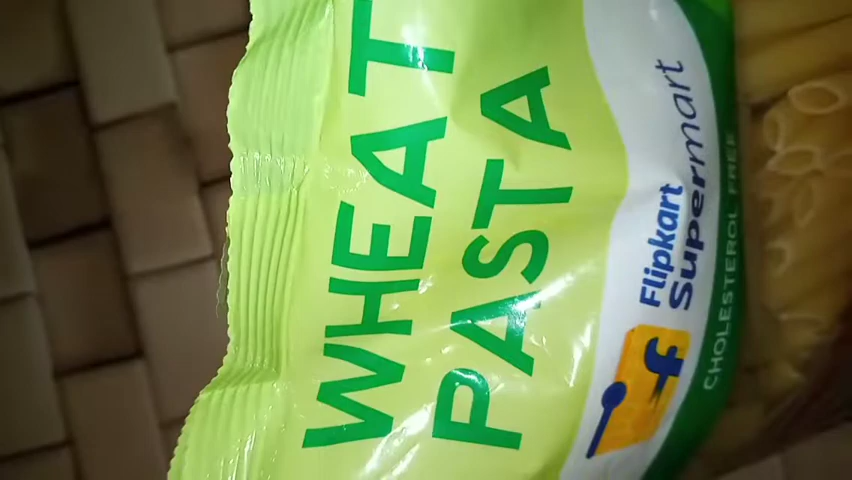 WHEAT
PASTA
Flipkart
Supermart
CHOLESTEROL FREE